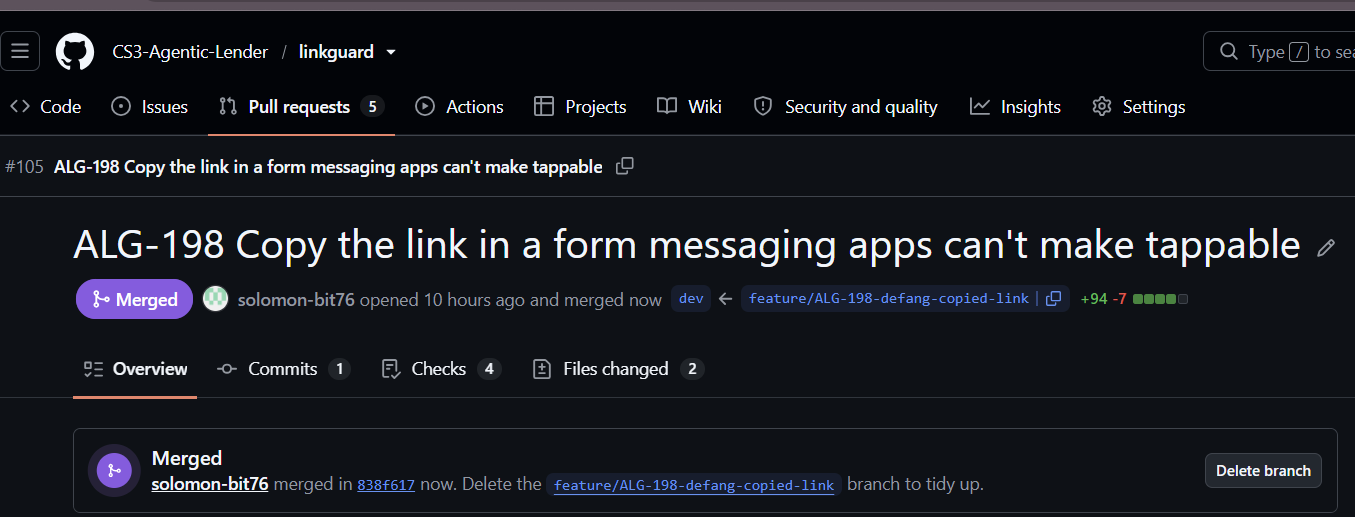 CS3-Agentic-Lender / linkguard
Type / to sea
Code Issues Pull requests 5 Actions Projects Wiki Security and quality Insights Settings
#105 ALG-198 Copy the link in a form messaging apps can't make tappable
ALG-198 Copy the link in a form messaging apps can't make tappable
Merged solomon-bit76 opened 10 hours ago and merged now dev ← feature/ALG-198-defang-copied-link +94 -7
Overview Commits 1 Checks 4 Files changed 2
Merged
solomon-bit76 merged in 838f617 now. Delete the feature/ALG-198-defang-copied-link branch to tidy up.
Delete branch